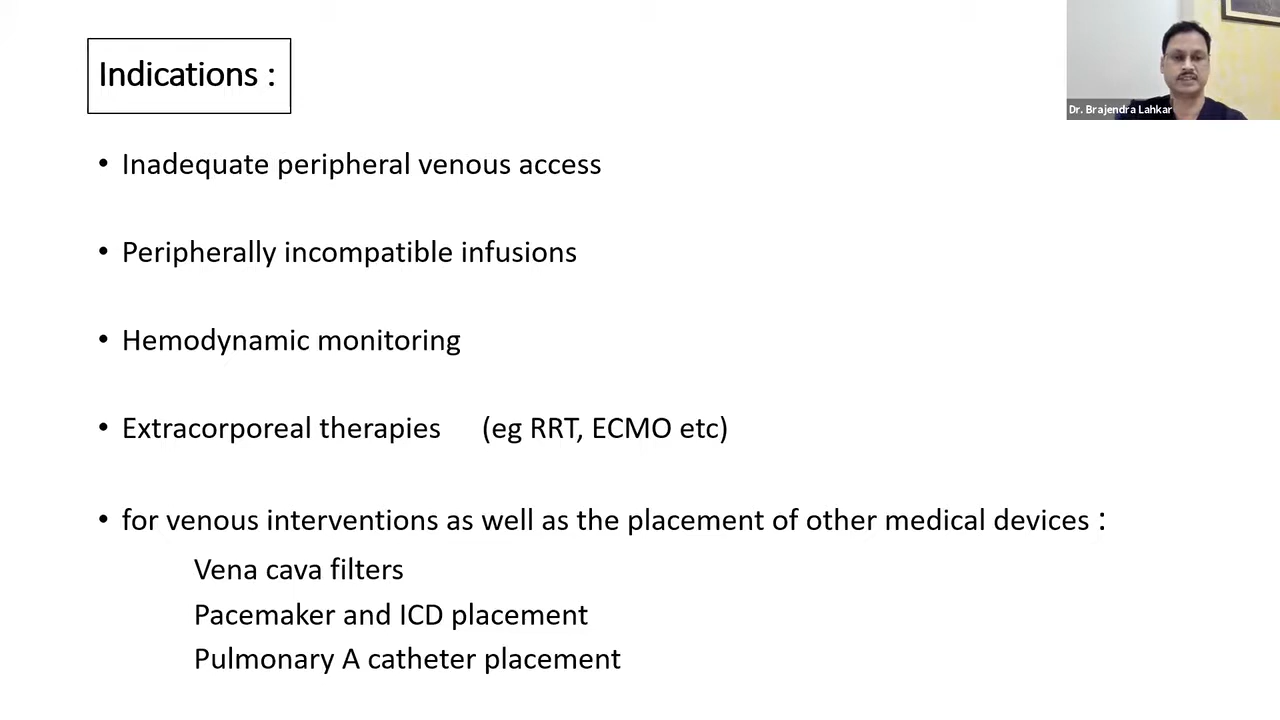 Indications :
Dr. Brajendra Lahkar
• Inadequate peripheral venous access
• Peripherally incompatible infusions
• Hemodynamic monitoring
• Extracorporeal therapies (eg RRT, ECMO etc)
• for venous interventions as well as the placement of other medical devices :
Vena cava filters
Pacemaker and ICD placement
Pulmonary A catheter placement